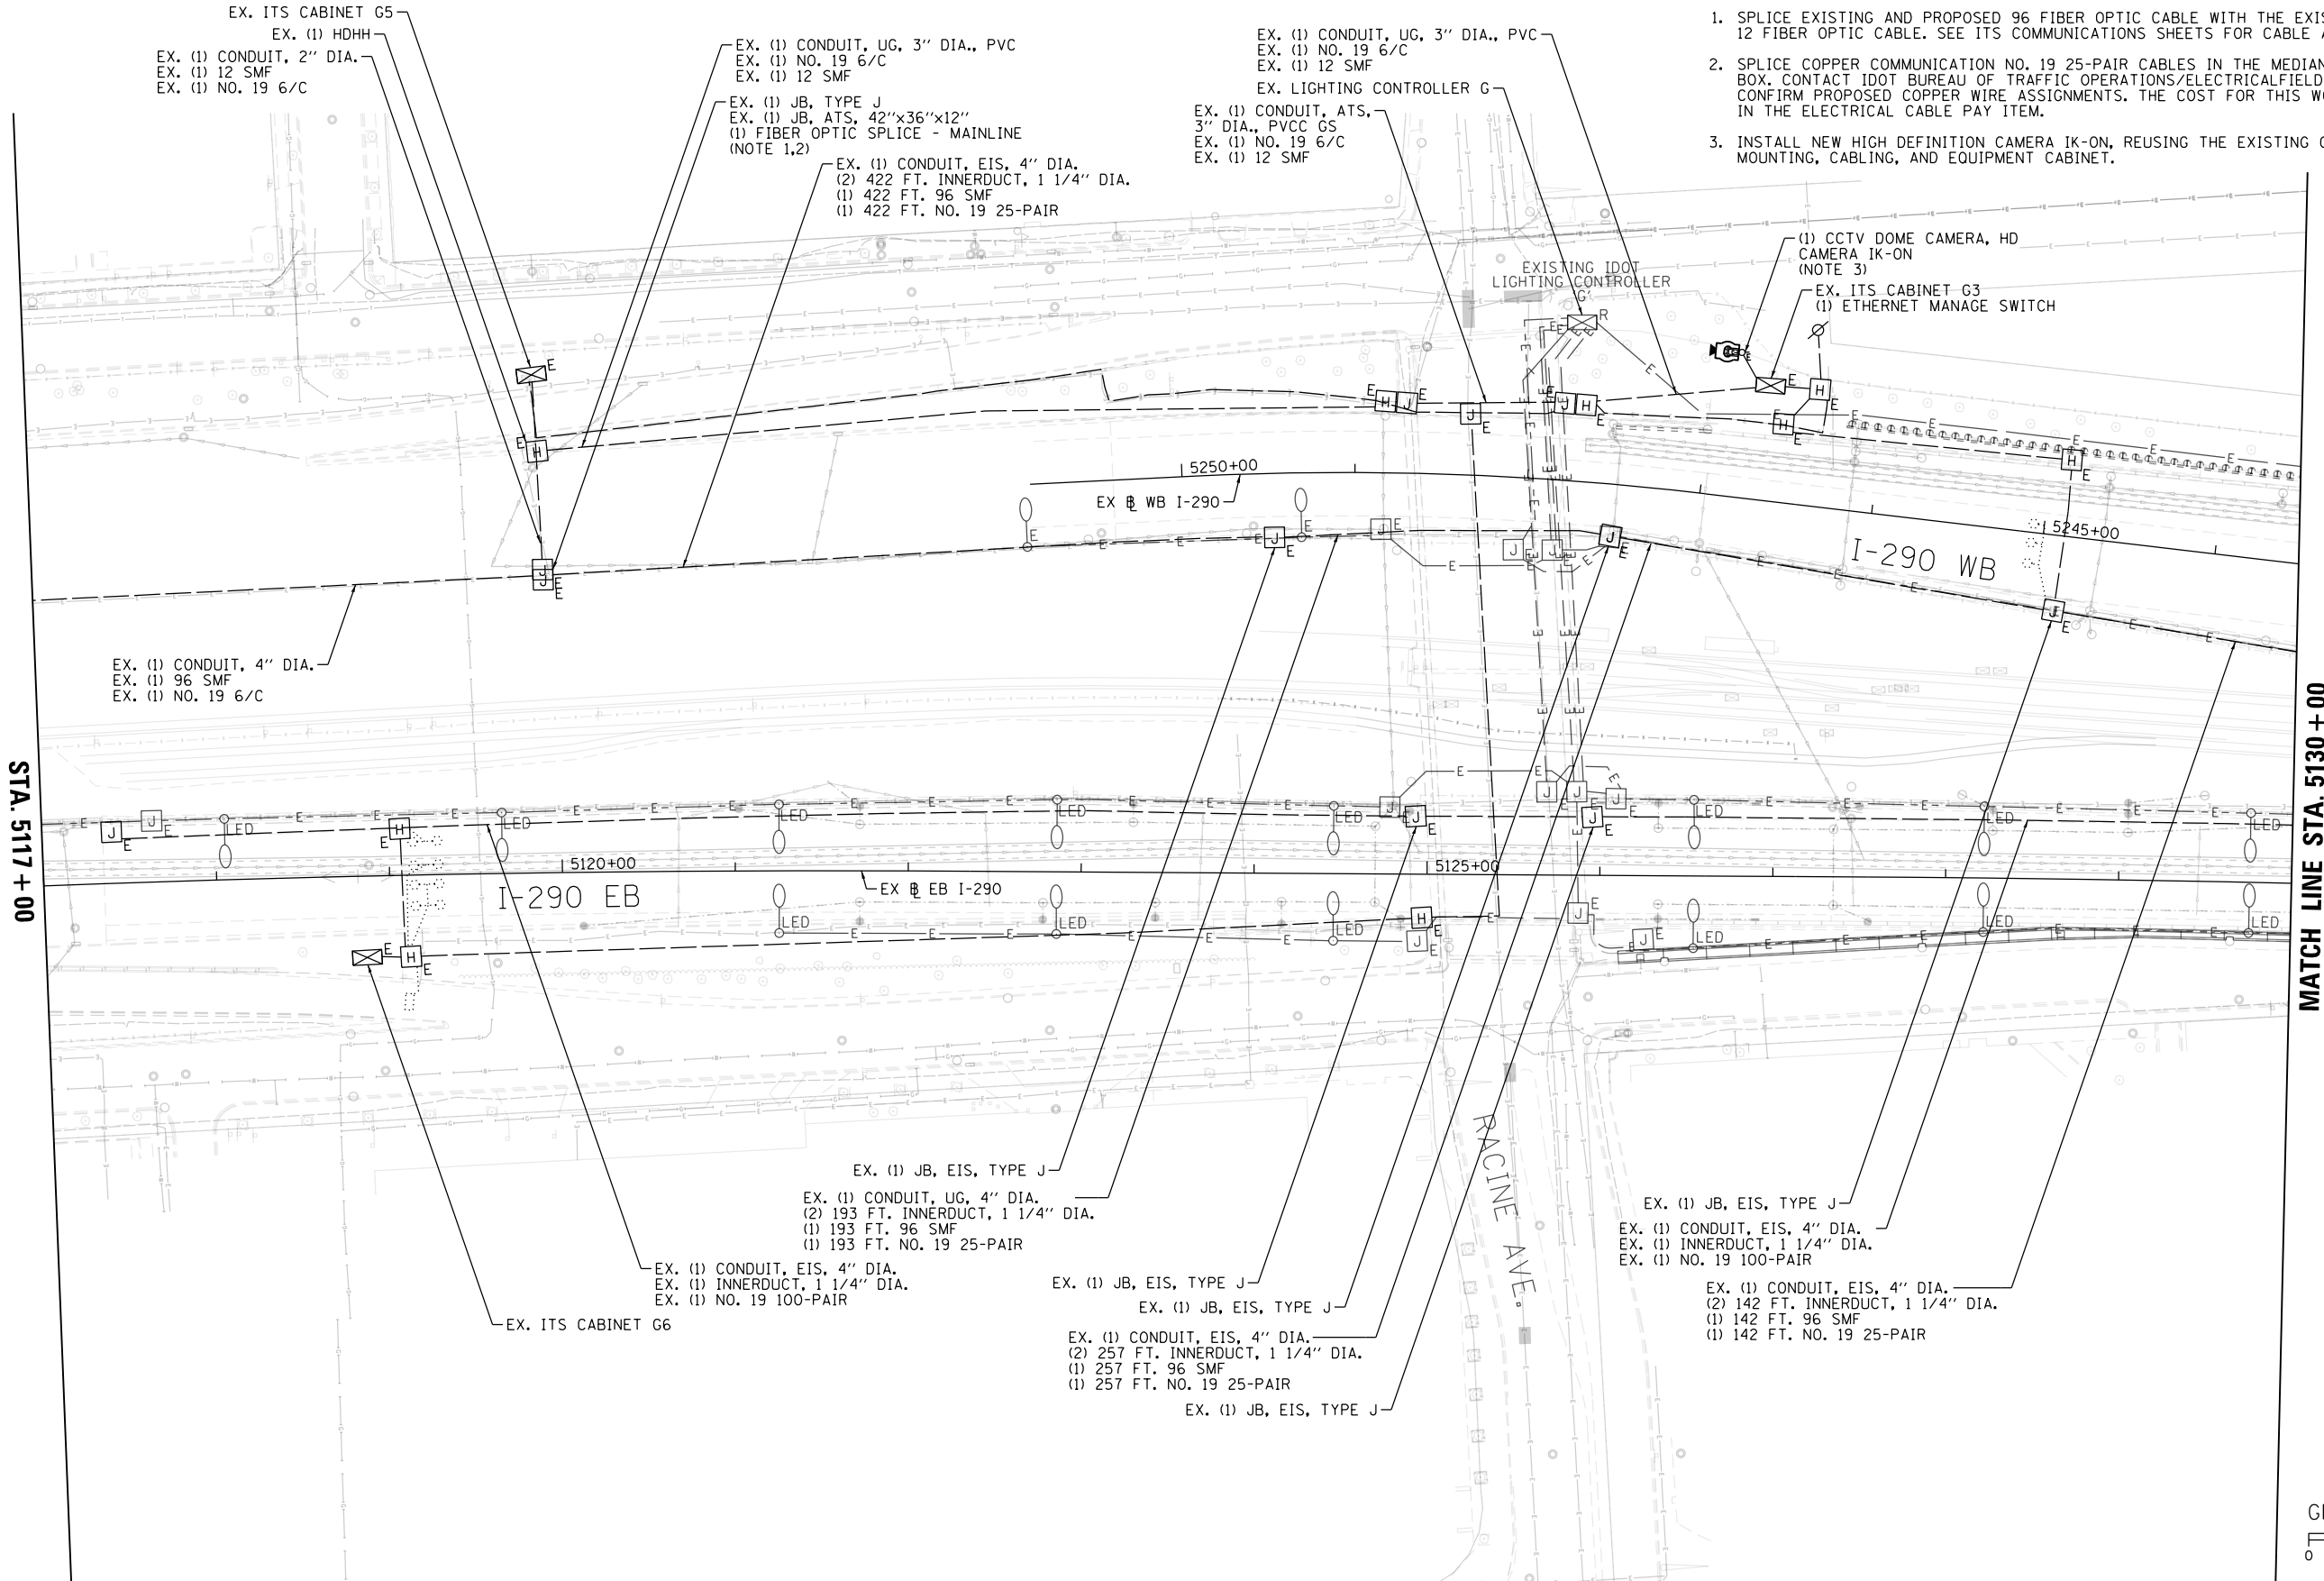 EX. ITS CABINET G5
EX. (1) HDHH
EX. (1) CONDUIT, 2" DIA.
EX. (1) 12 SMF
EX. (1) NO. 19 6/C
EX. (1) CONDUIT, UG, 3" DIA., PVC
EX. (1) NO. 19 6/C
EX. (1) 12 SMF
EX. (1) JB, TYPE J
EX. (1) JB, ATS, 42"x36"x12"
(1) FIBER OPTIC SPLICE - MAINLINE
(NOTE 1,2)
EX. (1) CONDUIT, EIS, 4" DIA.
(2) 422 FT. INNERDUCT, 1 1/4" DIA.
(1) 422 FT. 96 SMF
(1) 422 FT. NO. 19 25-PAIR
EX. (1) CONDUIT, UG, 3" DIA., PVC
EX. (1) NO. 19 6/C
EX. (1) 12 SMF
EX. LIGHTING CONTROLLER G
EX. (1) CONDUIT, ATS,
3" DIA., PVCC GS
EX. (1) NO. 19 6/C
EX. (1) 12 SMF
1. SPLICE EXISTING AND PROPOSED 96 FIBER OPTIC CABLE WITH THE
12 FIBER OPTIC CABLE. SEE ITS COMMUNICATIONS SHEETS FOR CABLE
2. SPLICE COPPER COMMUNICATION NO. 19 25-PAIR CABLES IN THE MEDIAN
BOX. CONTACT IDOT BUREAU OF TRAFFIC OPERATIONS/ELECTRICALFIELD
CONFIRM PROPOSED COPPER WIRE ASSIGNMENTS. THE COST FOR THIS
IN THE ELECTRICAL CABLE PAY ITEM.
3. INSTALL NEW HIGH DEFINITION CAMERA IK-ON, REUSING THE EXISTING
MOUNTING, CABLING, AND EQUIPMENT CABINET.
(1) CCTV DOME CAMERA, HD
CAMERA IK-ON
(NOTE 3)
EX. ITS CABINET G3
(1) ETHERNET MANAGE SWITCH
EXISTING IDOT
LIGHTING CONTROLLER
'G'
R
5250+00
EX BL WB I-290
5245+00
I-290 WB
EX. (1) CONDUIT, 4" DIA.
EX. (1) 96 SMF
EX. (1) NO. 19 6/C
STA. 5117+00
MATCH LINE STA. 5130+00
LED
LED
LED
LED
LED
LED
LED
LED
5120+00
5125+00
I-290 EB
EX BL EB I-290
LED
LED
LED
LED
LED
LED
RACINE AVE.
EX. (1) JB, EIS, TYPE J
EX. (1) CONDUIT, UG, 4" DIA.
(2) 193 FT. INNERDUCT, 1 1/4" DIA.
(1) 193 FT. 96 SMF
(1) 193 FT. NO. 19 25-PAIR
EX. (1) CONDUIT, EIS, 4" DIA.
EX. (1) INNERDUCT, 1 1/4" DIA.
EX. (1) NO. 19 100-PAIR
EX. ITS CABINET G6
EX. (1) JB, EIS, TYPE J
EX. (1) JB, EIS, TYPE J
EX. (1) CONDUIT, EIS, 4" DIA.
(2) 257 FT. INNERDUCT, 1 1/4" DIA.
(1) 257 FT. 96 SMF
(1) 257 FT. NO. 19 25-PAIR
EX. (1) JB, EIS, TYPE J
EX. (1) JB, EIS, TYPE J
EX. (1) CONDUIT, EIS, 4" DIA.
EX. (1) INNERDUCT, 1 1/4" DIA.
EX. (1) NO. 19 100-PAIR
EX. (1) CONDUIT, EIS, 4" DIA.
(2) 142 FT. INNERDUCT, 1 1/4" DIA.
(1) 142 FT. 96 SMF
(1) 142 FT. NO. 19 25-PAIR
0